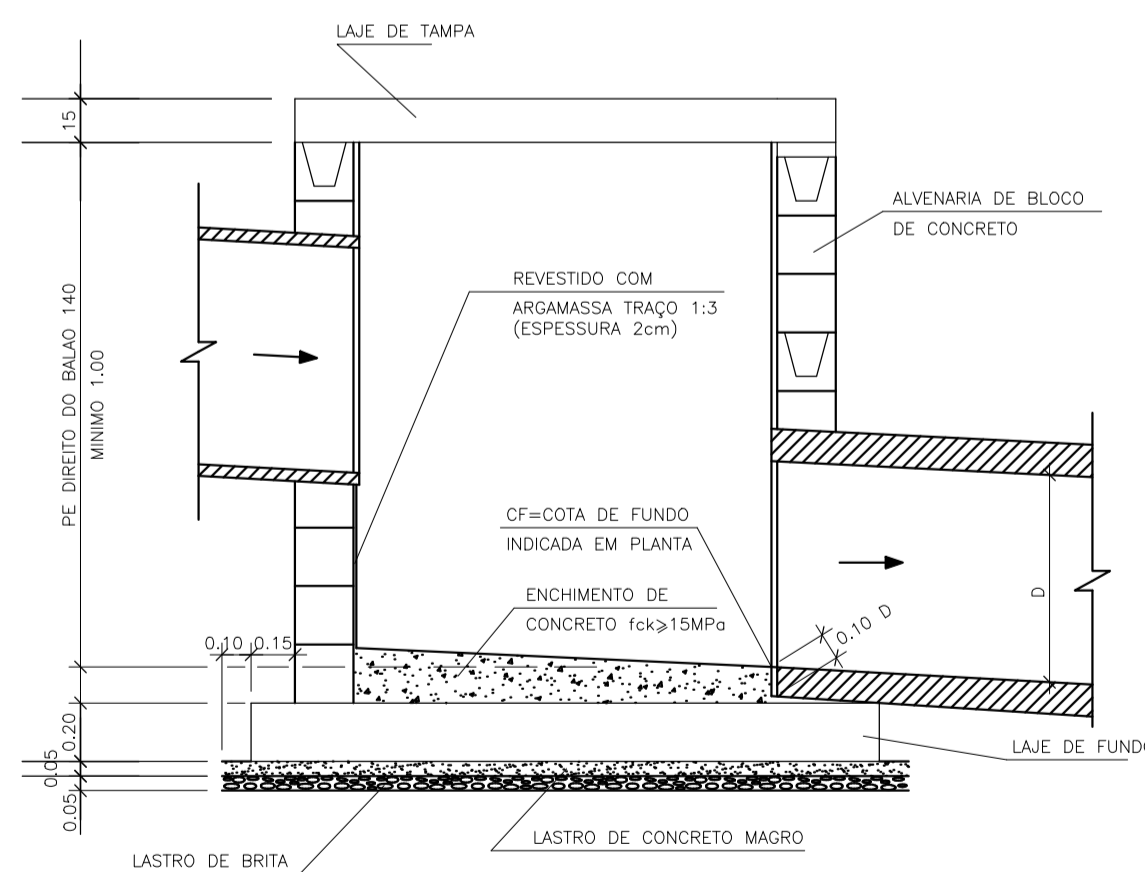 LAJE DE TAMPA
15
ALVENARIA DE BLOCO
DE CONCRETO
REVESTIDO COM
ARGAMASSA TRAÇO 1:3
(ESPESSURA 2cm)
PE DIREITO DO BALAO 140
MINIMO 1.00
CF=COTA DE FUNDO
INDICADA EM PLANTA
ENCHIMENTO DE
CONCRETO fck⩾15MPa
D
0.10 D
0.10 0.15
0.20
0.05
0.05
LAJE DE FUNDO
LASTRO DE CONCRETO MAGRO
LASTRO DE BRITA